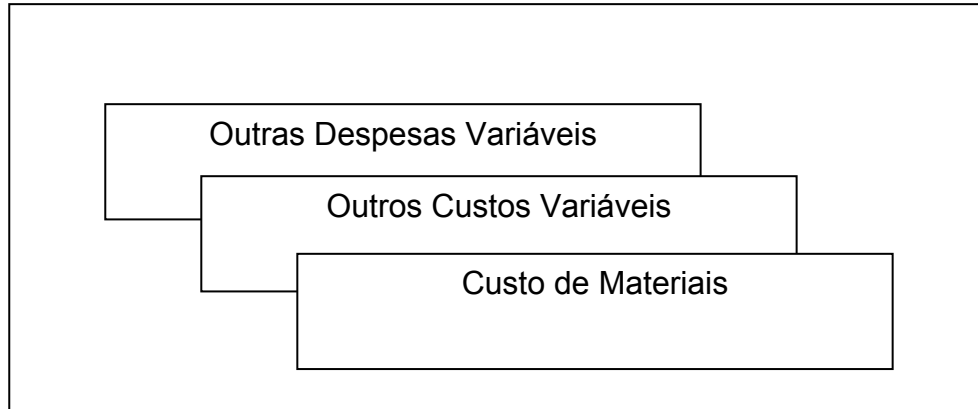 Outras Despesas Variáveis
Outros Custos Variáveis
Custo de Materiais